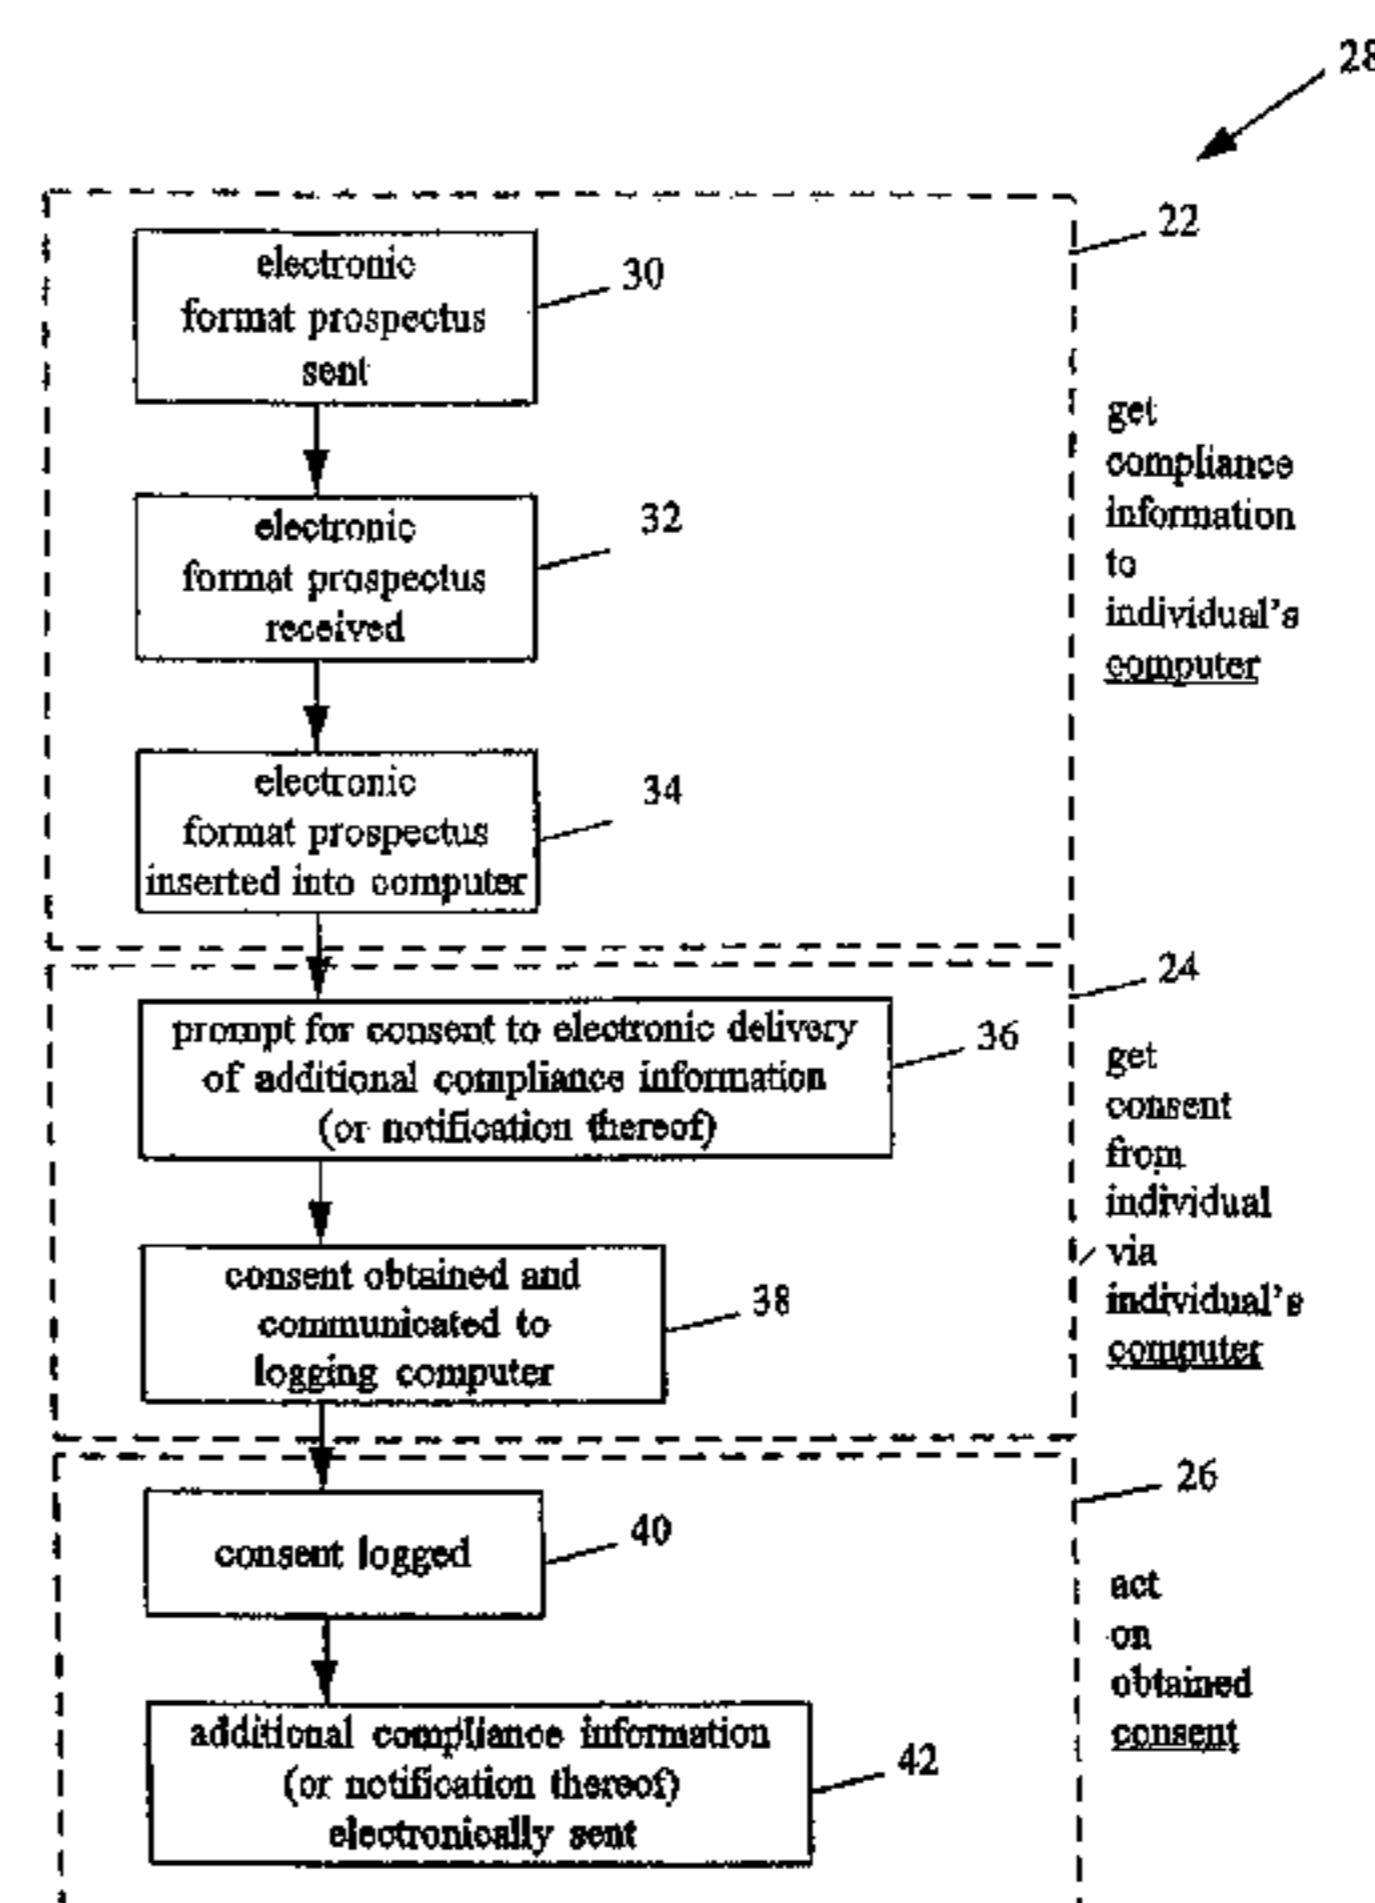 28
22
electronic
format prospectus
sent
30
get
compliance
information
to
individual's
computer
electronic
format prospectus
received
32
electronic
format prospectus
inserted into computer
34
24
prompt for consent to electronic delivery
of additional compliance information
(or notification thereof)
36
get
consent
from
individual
via
individual's
computer
consent obtained and
communicated to
logging computer
38
26
consent logged
40
act
on
obtained
consent
additional compliance information
(or notification thereof)
electronically sent
42